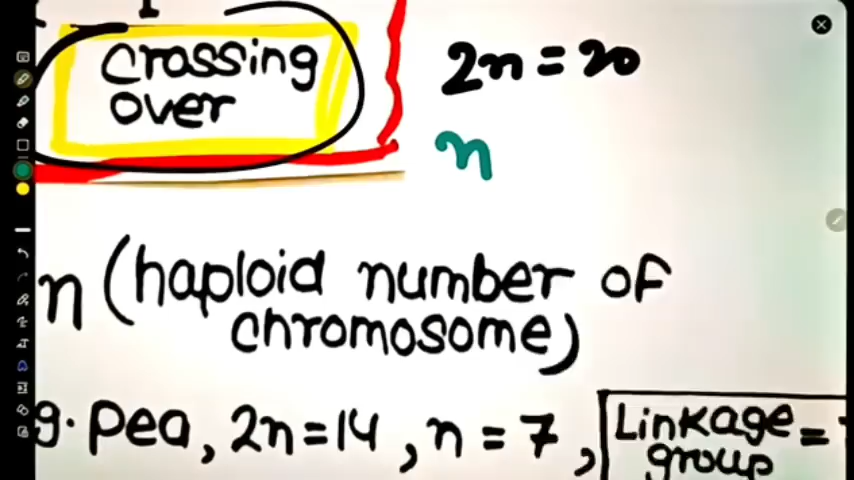 crossing
over
2n = 20
n
n (haploid number of
chromosome)
g. Pea, 2n = 14, n = 7, Linkage =
group